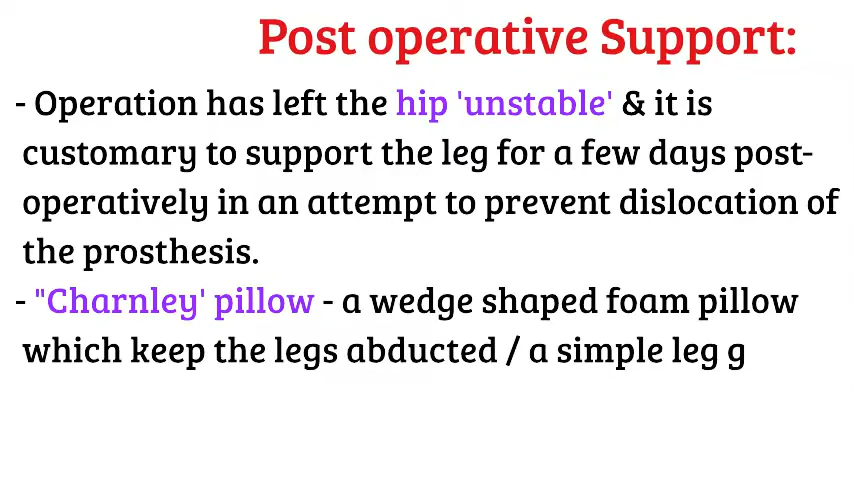 Post operative Support:
- Operation has left the hip 'unstable' & it is
customary to support the leg for a few days post-
operatively in an attempt to prevent dislocation of
the prosthesis.
- "Charnley' pillow - a wedge shaped foam pillow
which keep the legs abducted / a simple leg g